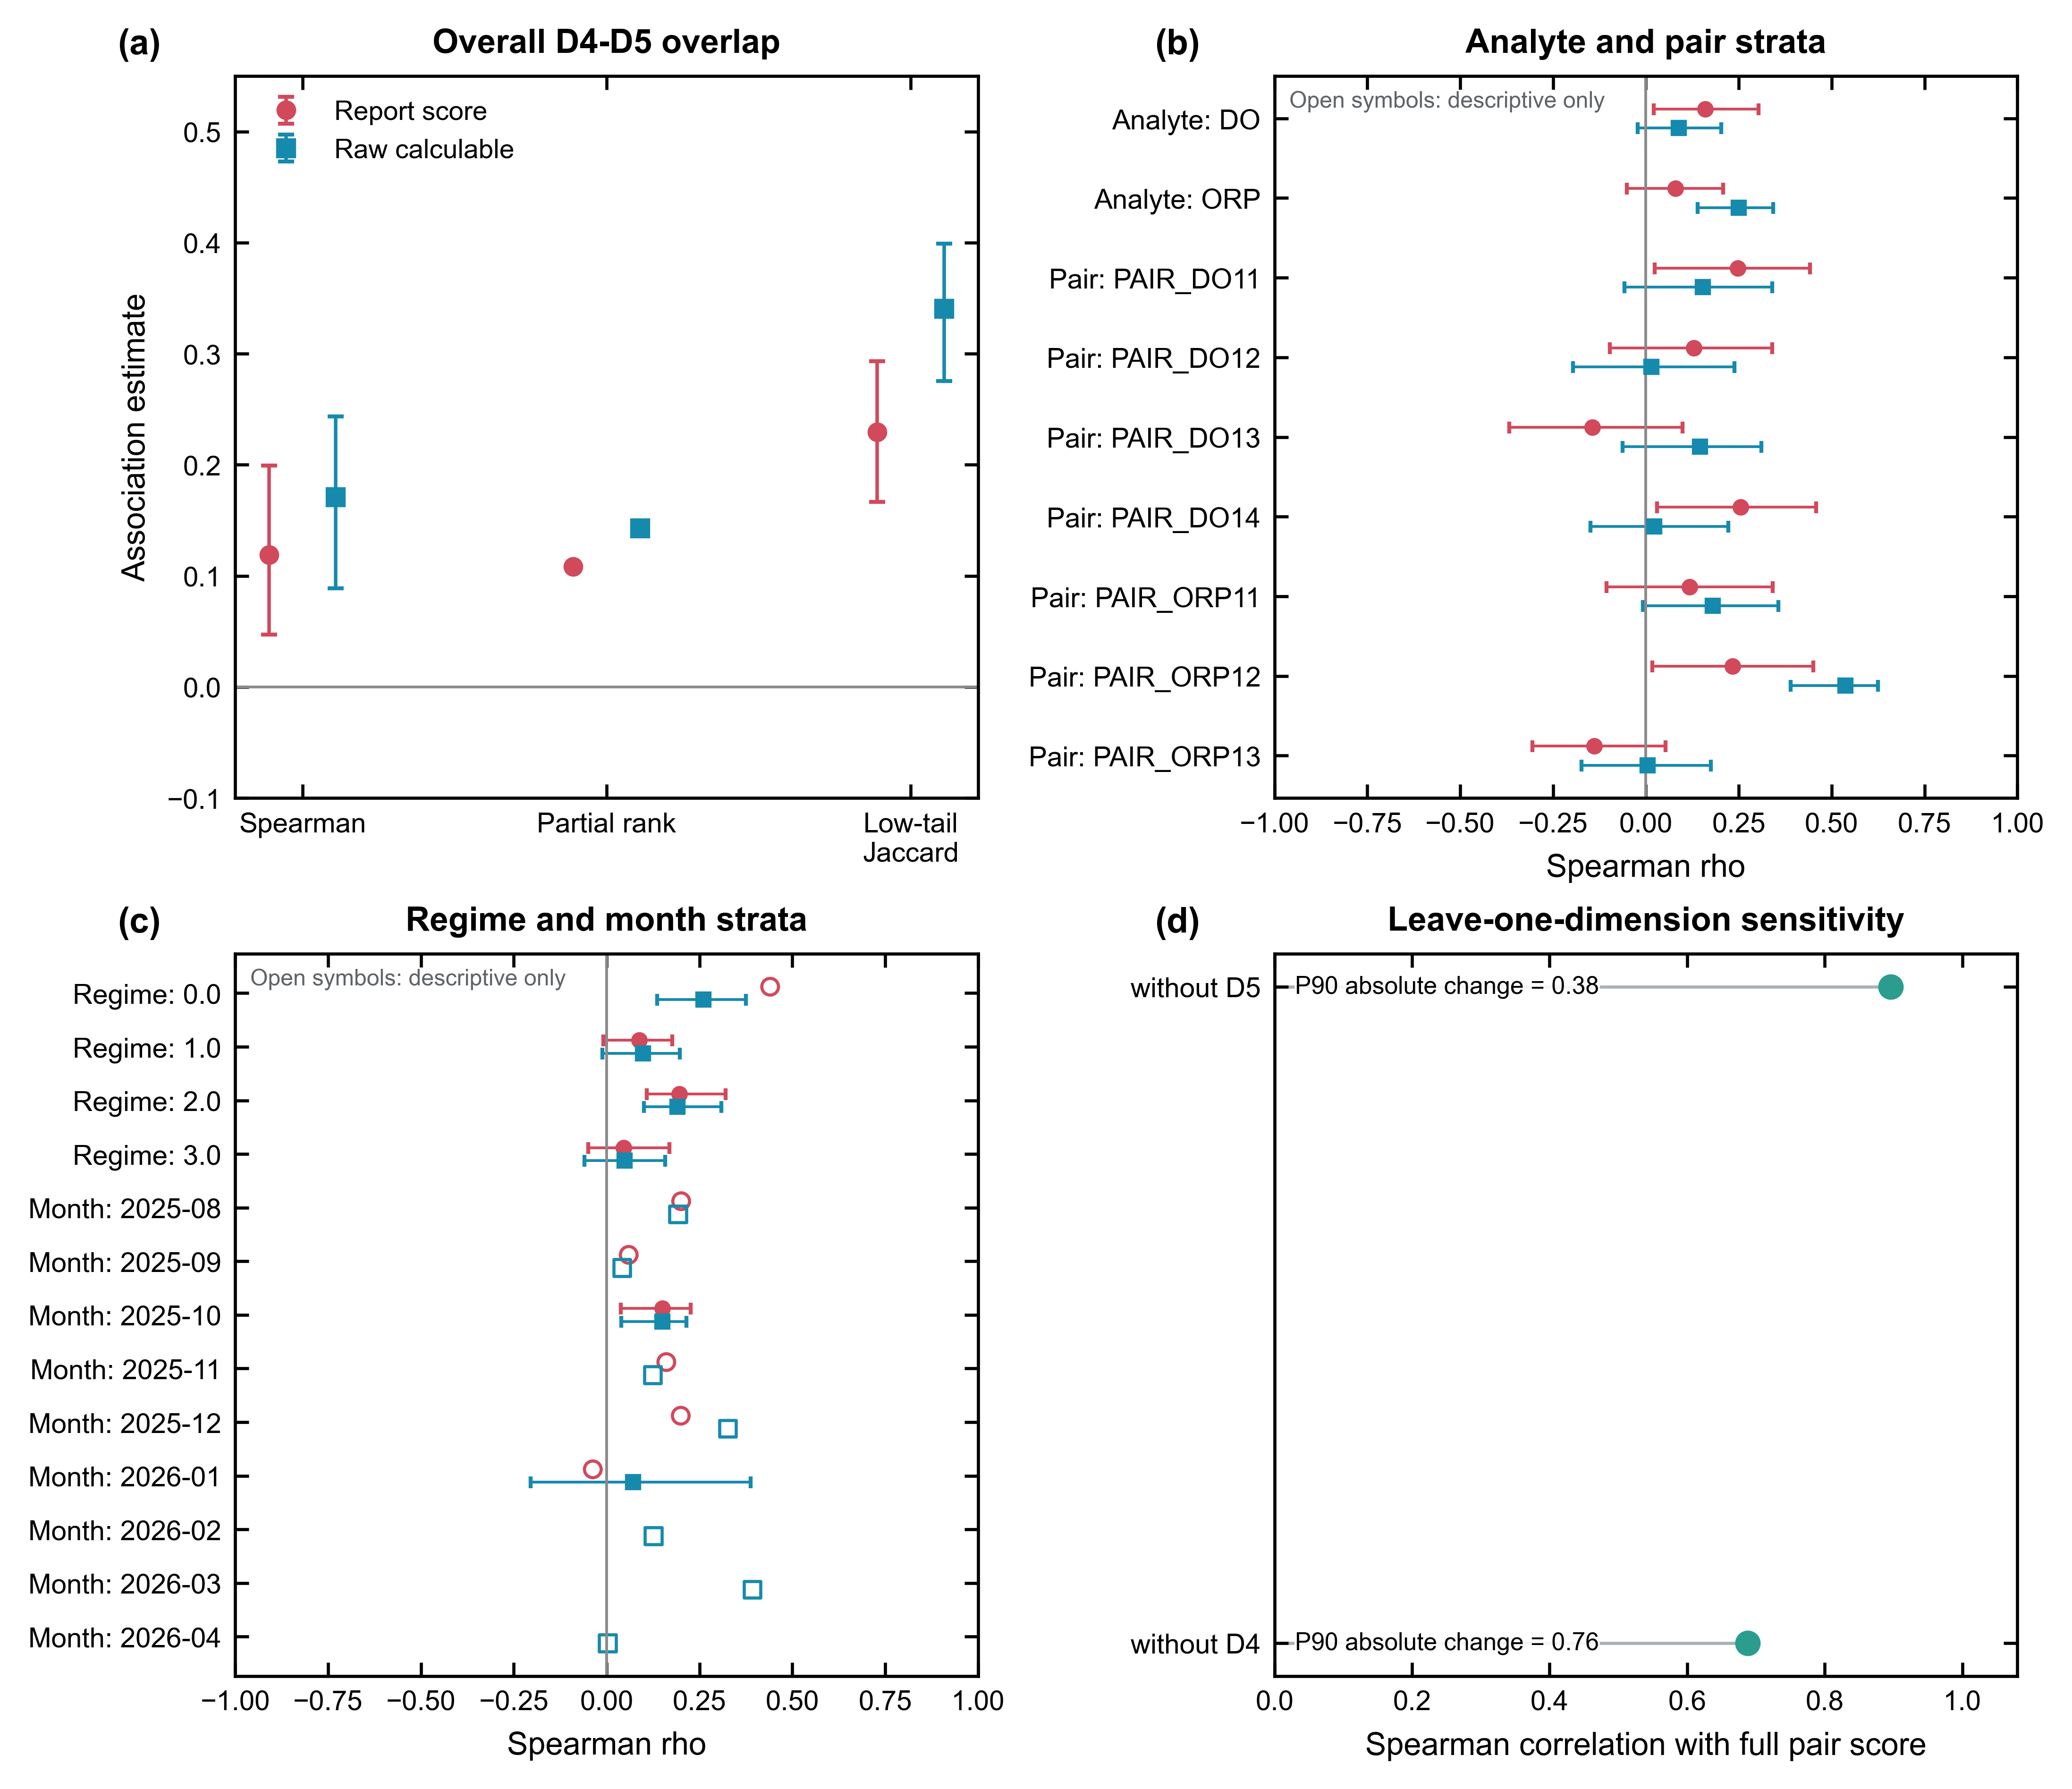 (a)
Overall D4-D5 overlap
Report score
Raw calculable
0.5
0.4
0.3
0.2
0.1
0.0
−0.1
Association estimate
Spearman
Partial rank
Low-tail
Jaccard
(b)
Analyte and pair strata
Open symbols: descriptive only
Analyte: DO
Analyte: ORP
Pair: PAIR_DO11
Pair: PAIR_DO12
Pair: PAIR_DO13
Pair: PAIR_DO14
Pair: PAIR_ORP11
Pair: PAIR_ORP12
Pair: PAIR_ORP13
−1.00 −0.75 −0.50 −0.25 0.00 0.25 0.50 0.75 1.00
Spearman rho
(c)
Regime and month strata
Open symbols: descriptive only
Regime: 0.0
Regime: 1.0
Regime: 2.0
Regime: 3.0
Month: 2025-08
Month: 2025-09
Month: 2025-10
Month: 2025-11
Month: 2025-12
Month: 2026-01
Month: 2026-02
Month: 2026-03
Month: 2026-04
−1.00 −0.75 −0.50 −0.25 0.00 0.25 0.50 0.75 1.00
Spearman rho
(d)
Leave-one-dimension sensitivity
without D5
P90 absolute change = 0.38
without D4
P90 absolute change = 0.76
0.0 0.2 0.4 0.6 0.8 1.0
Spearman correlation with full pair score